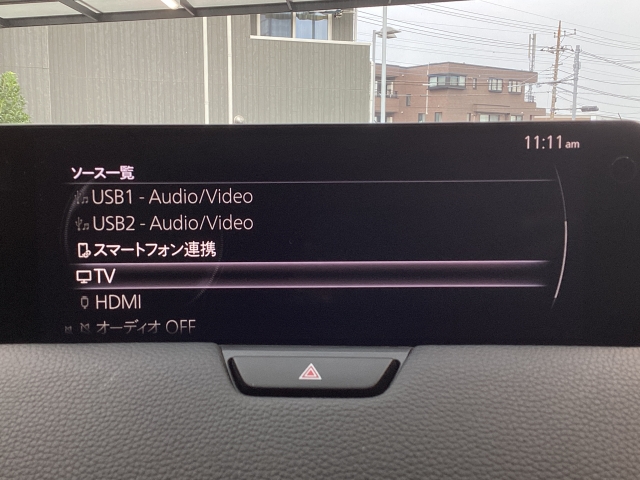 11:11am
ソース一覧
USB1 - Audio/Video
USB2 - Audio/Video
スマートフォン連携
TV
HDMI
オーディオ OFF